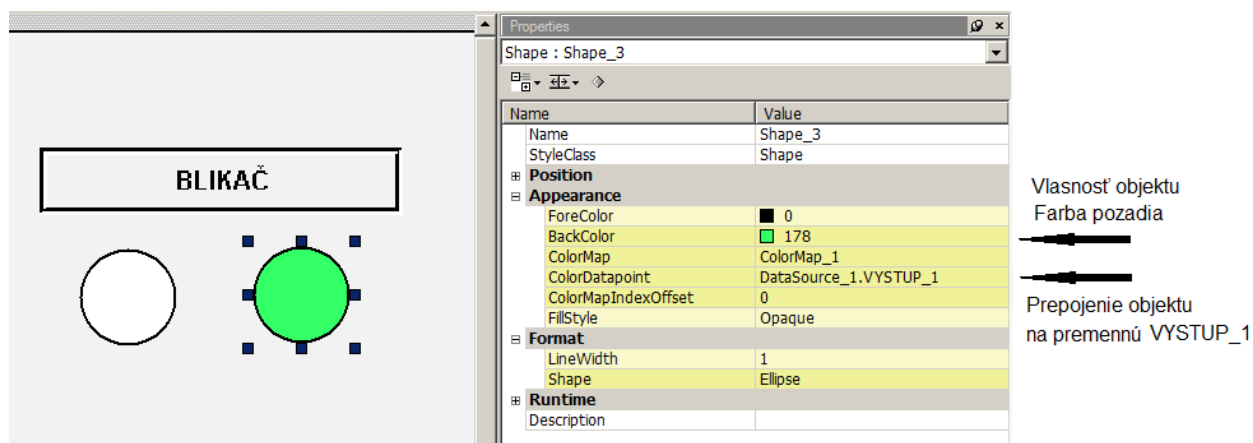 BLIKAČ
Properties
Shape : Shape_3
Name Value
Name Shape_3
StyleClass Shape
Position
Appearance
ForeColor 0
BackColor 178
ColorMap ColorMap_1
ColorDatapoint DataSource_1.VYSTUP_1
ColorMapIndexOffset 0
FillStyle Opaque
Format
LineWidth 1
Shape Ellipse
Runtime
Description
Vlasnosť objektu
Farba pozadia
Prepojenie objektu
na premennú VYSTUP_1